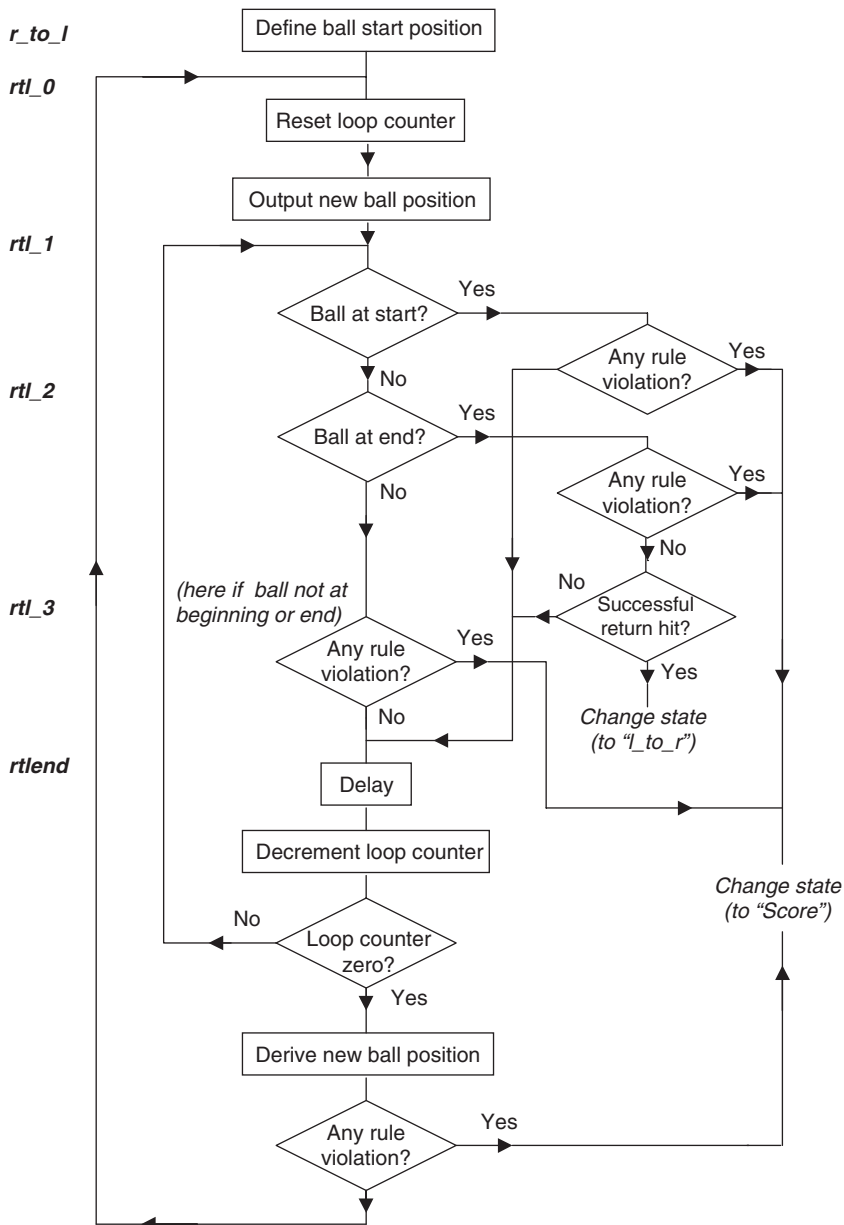 r_to_l
Define ball start position
rtl_0
Reset loop counter
Output new ball position
rtl_1
Yes
Ball at start?
Any rule
violation?
Yes
No
rtl_2
Yes
Ball at end?
Any rule
violation?
Yes
No
No
(here if ball not at
beginning or end)
No
rtl_3
Successful
return hit?
Yes
Any rule
violation?
Yes
No
Change state
(to “l_to_r”)
rtlend
Delay
Decrement loop counter
Change state
(to “Score”)
No
Loop counter
zero?
Yes
Derive new ball position
Yes
Any rule
violation?